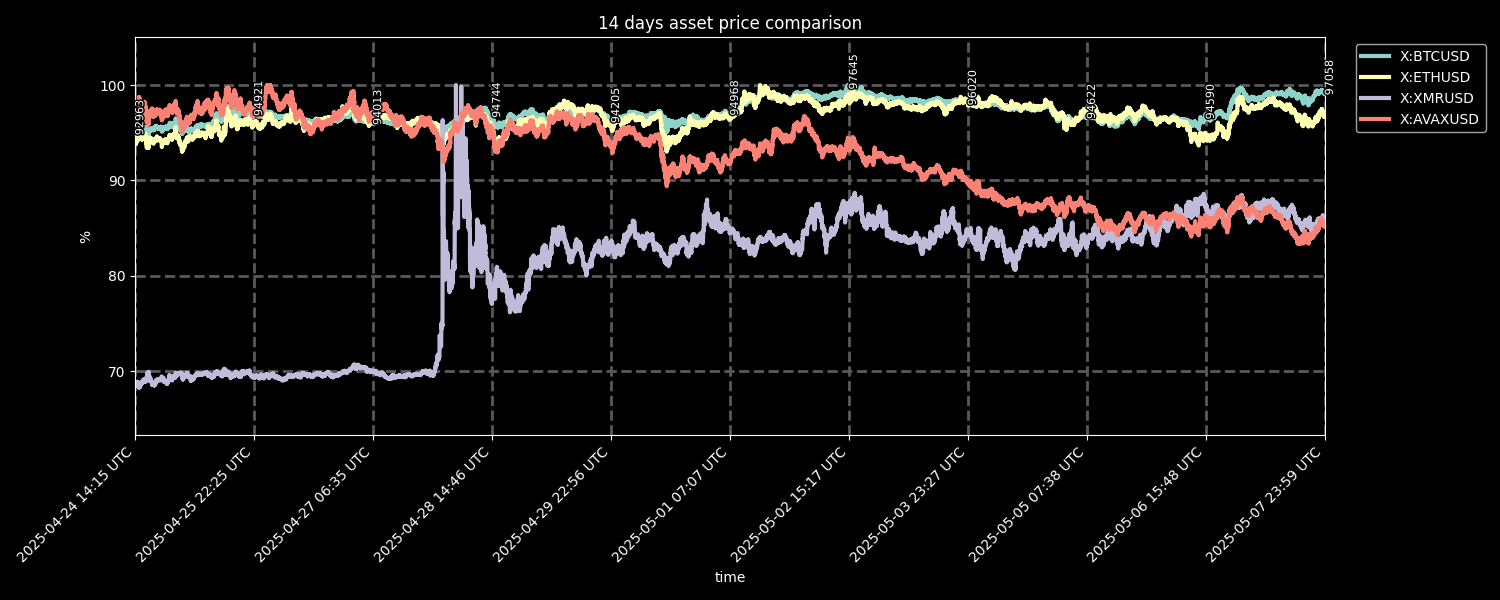 14 days asset price comparison
X:BTCUSD
X:ETHUSD
X:XMRUSD
X:AVAXUSD
100
90
80
70
%
92963
94921
94013
94744
94205
94968
97645
96020
94622
94590
97058
2025-04-24 14:15 UTC
2025-04-25 22:25 UTC
2025-04-27 06:35 UTC
2025-04-28 14:46 UTC
2025-04-29 22:56 UTC
2025-05-01 07:07 UTC
2025-05-02 15:17 UTC
2025-05-03 23:27 UTC
2025-05-05 07:38 UTC
2025-05-06 15:48 UTC
2025-05-07 23:59 UTC
time